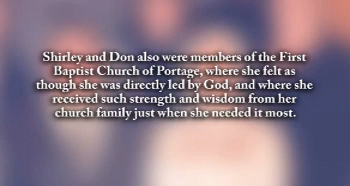 Shirley and Don also were members of the First
Baptist Church of Portage, where she felt as
though she was directly led by God, and where she
received such strength and wisdom from her
church family just when she needed it most.